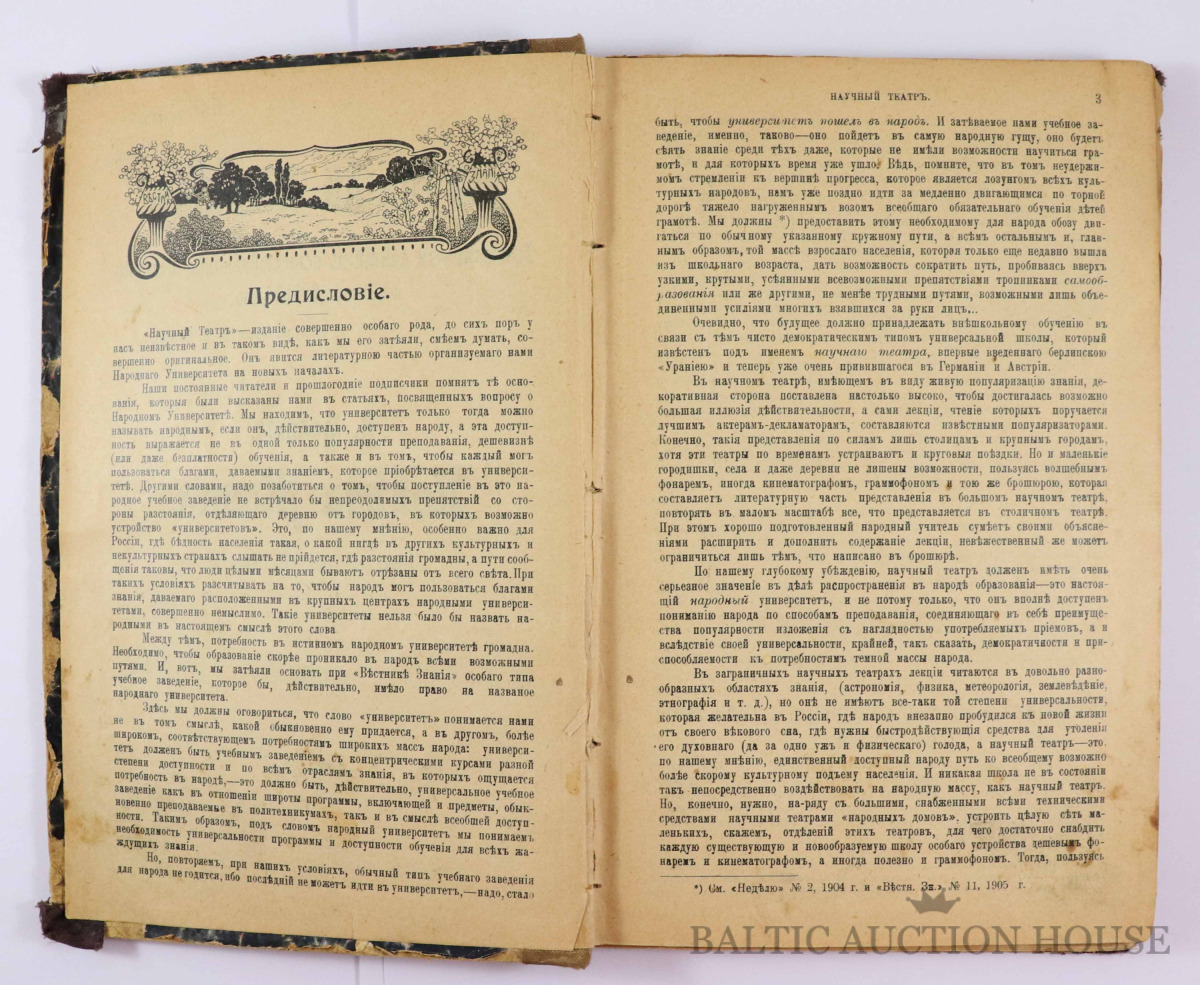 ВѢСТН.
ЗНАНІЯ
Предисловіе.
«Научный Театръ»—изданіе совершенно особаго рода, до сихъ поръ у
насъ неизвѣстное и въ такомъ видѣ, какъ мы его затѣяли, смѣемъ думать, со-
вершенно оригинальное. Онъ явится литературною частью организуемаго нами
Народнаго Университета на новыхъ началахъ.
Наши постоянные читатели и прошлогодніе подписчики помнятъ тѣ осно-
ванія, которыя были высказаны нами въ статьяхъ, посвященныхъ вопросу о
Народномъ Университетѣ. Мы находимъ, что университетъ только тогда можно
называть народнымъ, если онъ, дѣйствительно, доступенъ народу, а эта доступ-
ность выражается не въ одной только популярности преподаванія, дешевизнѣ
(или даже безплатности) обученія, а также и въ томъ, чтобы каждый могъ
пользоваться благами, даваемыми знаніемъ, которое пріобрѣтается въ универси-
тетѣ. Другими словами, надо позаботиться о томъ, чтобы поступленіе въ это на-
родное учебное заведеніе не встрѣчало бы непреодолимыхъ препятствій со сто-
роны разстоянія, отдѣляющаго деревню отъ городовъ, въ которыхъ возможно
устройство «университетовъ». Это, по нашему мнѣнію, особенно важно для
Россіи, гдѣ бѣдность населенія такая, о какой нигдѣ въ другихъ культурныхъ и
некультурныхъ странахъ слышать не прійдется, гдѣ разстоянія громадны, а пути сооб-
щенія таковы, что люди цѣлыми мѣсяцами бываютъ отрѣзаны отъ всего свѣта. При
такихъ условіяхъ разсчитывать на то, чтобы народъ могъ пользоваться благами
знанія, даваемаго расположенными въ крупныхъ центрахъ народными универси-
тетами, совершенно немыслимо. Такіе университеты нельзя было бы назвать на-
родными въ настоящемъ смыслѣ этого слова
Между тѣмъ, потребность въ истинномъ народномъ университетѣ громадна.
Необходимо, чтобы образованіе скорѣе проникало въ народъ всѣми возможными
путями. И, вотъ, мы затѣяли основать при «Вѣстникѣ Знанія» особаго типа
учебное заведеніе, которое бы, дѣйствительно, имѣло право на названое
народнаго университета.
Здѣсь мы должны оговориться, что слово «университетъ» понимается нами
не въ томъ смыслѣ, какой обыкновенно ему придается, а въ другомъ, болѣе
широкомъ, соотвѣтствующемъ потребностямъ широкихъ массъ народа: универси-
тетъ долженъ быть учебнымъ заведеніемъ съ концентрическими курсами разной
степени доступности и по всѣмъ отраслямъ знанія, въ которыхъ ощущается
потребность въ народѣ,—это должно быть, дѣйствительно, универсальное учебное
заведеніе какъ въ отношеніи широты программы, включающей и предметы, обык-
новенно преподаваемые въ политехникумахъ, такъ и въ смыслѣ всеобщей доступ-
ности. Такимъ образомъ, подъ словомъ народный университетъ мы понимаемъ
необходимость универсальности программы и доступности обученія для всѣхъ жа-
ждущихъ знанія.
Но, повторяемъ, при нашихъ условіяхъ, обычный типъ учебнаго заведенія
для народа не годится, ибо послѣдній не можетъ идти въ университетъ,—надо, стало
НАУЧНЫЙ ТЕАТРЪ.
3
быть, чтобы университетъ пошелъ въ народъ. И затѣваемое нами учебное за-
веденіе, именно, таково—оно пойдетъ въ самую народную гущу, оно будетъ
сѣять знаніе среди тѣхъ даже, которые не имѣли возможности научиться гра-
мотѣ, и для которыхъ время уже ушло. Вѣдь, помните, что въ томъ неудержи-
момъ стремленіи къ вершинѣ прогресса, которое является лозунгомъ всѣхъ куль-
турныхъ народовъ, намъ уже поздно идти за медленно двигающимся по торной
дорогѣ тяжело нагруженнымъ возомъ всеобщаго обязательнаго обученія дѣтей
грамотѣ. Мы должны *) предоставить этому необходимому для народа обозу дви-
гаться по обычному указанному кружному пути, а всѣмъ остальнымъ и, глав-
нымъ образомъ, той массѣ взрослаго населенія, которая только еще недавно вышла
изъ школьнаго возраста, дать возможность сократить путь, пробиваясь вверхъ
узкими, крутыми, усѣянными всевозможными препятствіями тропинками самооб-
разованія или же другими, не менѣе трудными путями, возможными лишь объе-
диненными усиліями многихъ взявшихся за руки лицъ...
Очевидно, что будущее должно принадлежать внѣшкольному обученію въ
связи съ тѣмъ чисто демократическимъ типомъ универсальной школы, который
извѣстенъ подъ именемъ научнаго театра, впервые введеннаго берлинскою
«Ураніею» и теперь уже очень привившагося въ Германіи и Австріи.
Въ научномъ театрѣ, имѣющемъ въ виду живую популяризацію знанія, де-
коративная сторона поставлена настолько высоко, чтобы достигалась возможно
большая иллюзія дѣйствительности, а сами лекціи, чтеніе которыхъ поручается
лучшимъ актерамъ-декламаторамъ, составляются извѣстными популяризаторами.
Конечно, такія представленія по силамъ лишь столицамъ и крупнымъ городамъ,
хотя эти театры по временамъ устраиваютъ и круговыя поѣздки. Но и маленькіе
городишки, села и даже деревни не лишены возможности, пользуясь волшебнымъ
фонаремъ, иногда кинематографомъ, граммофономъ и тою же брошюрою, которая
составляетъ литературную часть представленія въ большомъ научномъ театрѣ,
повторять въ маломъ масштабѣ все, что представляется въ столичномъ театрѣ.
При этомъ хорошо подготовленный народный учитель сумѣетъ своими объясне-
ніями расширить и дополнить содержаніе лекціи, невѣжественный же можетъ
ограничиться лишь тѣмъ, что написано въ брошюрѣ.
По нашему глубокому убѣжденію, научный театръ долженъ имѣть очень
серьезное значеніе въ дѣлѣ распространенія въ народѣ образованія—это настоя-
щій народный университетъ, и не потому только, что онъ вполнѣ доступенъ
пониманію народа по способамъ преподаванія, соединяющаго въ себѣ преимуще-
ства популярности изложенія съ наглядностью употребляемыхъ пріемовъ, а и
вслѣдствіе своей универсальности, крайней, такъ сказать, демократичности и при-
способляемости къ потребностямъ темной массы народа.
Въ заграничныхъ научныхъ театрахъ лекціи читаются въ довольно разно-
образныхъ областяхъ знанія, (астрономія, физика, метеорологія, землевѣдѣніе,
этнографія и т. д.), но онѣ не имѣютъ все-таки той степени универсальности,
которая желательна въ Россіи, гдѣ народъ внезапно пробудился къ новой жизни
отъ своего вѣкового сна, гдѣ нужны быстродѣйствующія средства для утоленія
его духовнаго (да за одно ужъ и физическаго) голода, а научный театръ—это,
по нашему мнѣнію, единственный доступный народу путь ко всеобщему возможно
болѣе скорому культурному подъему населенія. И никакая школа не въ состояніи
такъ непосредственно воздѣйствовать на народную массу, какъ научный театръ.
Но, конечно, нужно, на-ряду съ большими, снабженными всѣми техническими
средствами научными театрами «народныхъ домовъ», устроить цѣлую сѣть ма-
ленькихъ, скажемъ, отдѣленій этихъ театровъ, для чего достаточно снабдить
каждую существующую и новообразуемую школу особаго устройства дешевымъ фо-
наремъ и кинематографомъ, а иногда полезно и граммофономъ. Тогда, пользуясь
*) См. «Недѣлю» № 2, 1904 г. и «Вѣстн. Зн.» № 11, 1905 г.
BALTIC AUCTION HOUSE